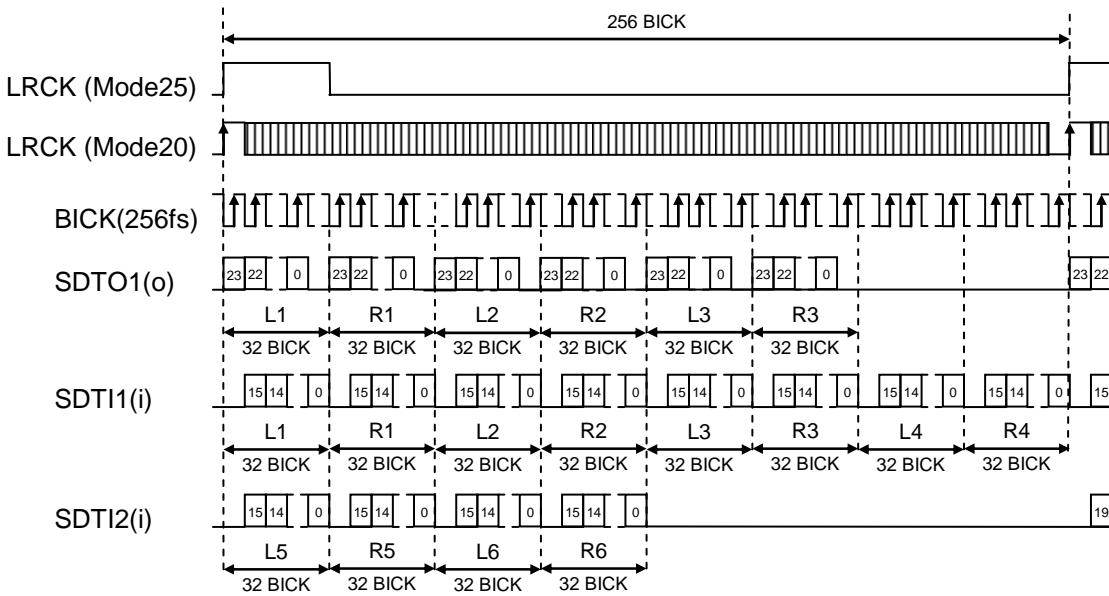 256 BICK
LRCK (Mode25)
LRCK (Mode20)
BICK(256fs)
SDTO1(o)
23 22 0 23 22 0 23 22 0 23 22 0 23 22 0 23 22 0 23 22
L1 R1 L2 R2 L3 R3
32 BICK 32 BICK 32 BICK 32 BICK 32 BICK 32 BICK
SDTI1(i)
15 14 0 15 14 0 15 14 0 15 14 0 15 14 0 15 14 0 15 14 0 15 14 0 15
L1 R1 L2 R2 L3 R3 L4 R4
32 BICK 32 BICK 32 BICK 32 BICK 32 BICK 32 BICK 32 BICK 32 BICK
SDTI2(i)
15 14 0 15 14 0 15 14 0 15 14 0 19
L5 R5 L6 R6
32 BICK 32 BICK 32 BICK 32 BICK